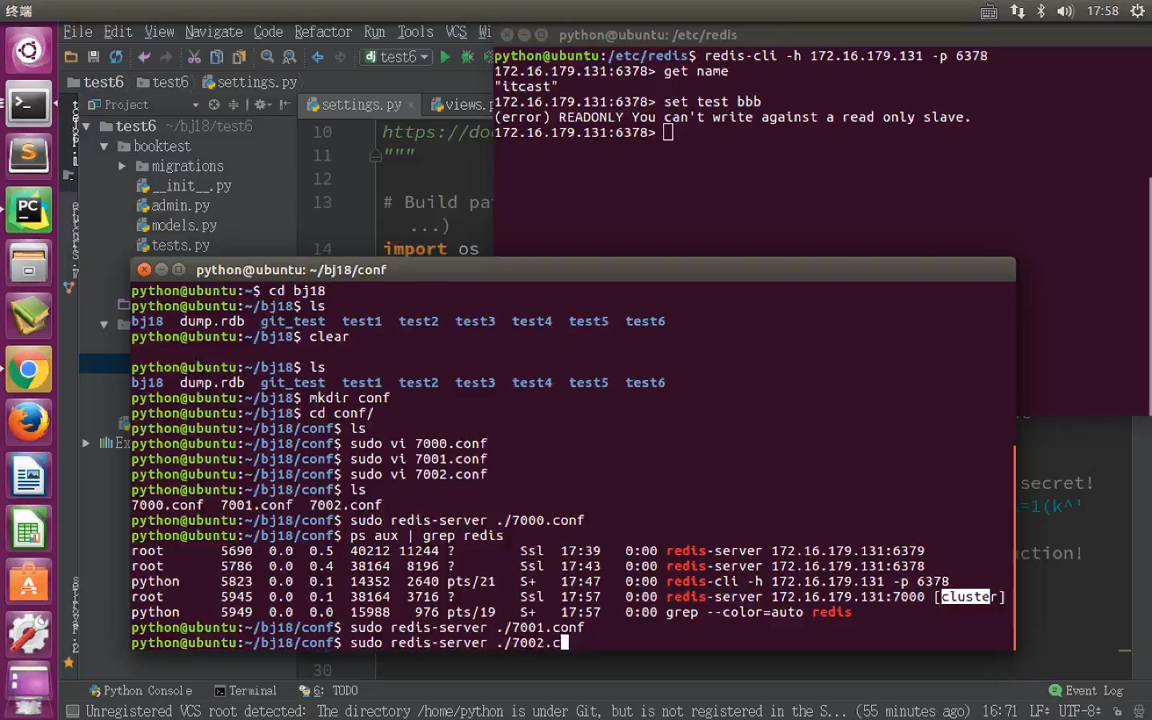 终端
17:58
File Edit View Navigate Code Refactor Run Tools VCS Wi
python@ubuntu: /etc/redis
test6
test6 test6 settings.py
Project
settings.py views.p
test6 ~/bj18/test6
booktest
migrations
__init__.py
admin.py
models.py
tests.py
10 https://doc
11 """
12
13 # Build pat
...)
14 import os
python@ubuntu:/etc/redis$ redis-cli -h 172.16.179.131 -p 6378
172.16.179.131:6378> get name
"itcast"
172.16.179.131:6378> set test bbb
(error) READONLY You can't write against a read only slave.
172.16.179.131:6378>
python@ubuntu: ~/bj18/conf
python@ubuntu:~$ cd bj18
python@ubuntu:~/bj18$ ls
bj18 dump.rdb git_test test1 test2 test3 test4 test5 test6
python@ubuntu:~/bj18$ clear
python@ubuntu:~/bj18$ ls
bj18 dump.rdb git_test test1 test2 test3 test4 test5 test6
python@ubuntu:~/bj18$ mkdir conf
python@ubuntu:~/bj18$ cd conf/
python@ubuntu:~/bj18/conf$ ls
python@ubuntu:~/bj18/conf$ sudo vi 7000.conf
python@ubuntu:~/bj18/conf$ sudo vi 7001.conf
python@ubuntu:~/bj18/conf$ sudo vi 7002.conf
python@ubuntu:~/bj18/conf$ ls
7000.conf 7001.conf 7002.conf
python@ubuntu:~/bj18/conf$ sudo redis-server ./7000.conf
python@ubuntu:~/bj18/conf$ ps aux | grep redis
root 5690 0.0 0.5 40212 11244 ? Ssl 17:39 0:00 redis-server 172.16.179.131:6379
root 5786 0.0 0.4 38164 8196 ? Ssl 17:43 0:00 redis-server 172.16.179.131:6378
python 5823 0.0 0.1 14352 2640 pts/21 S+ 17:47 0:00 redis-cli -h 172.16.179.131 -p 6378
root 5945 0.0 0.1 38164 3716 ? Ssl 17:57 0:00 redis-server 172.16.179.131:7000 [cluster]
python 5949 0.0 0.0 15988 976 pts/19 S+ 17:57 0:00 grep --color=auto redis
python@ubuntu:~/bj18/conf$ sudo redis-server ./7001.conf
python@ubuntu:~/bj18/conf$ sudo redis-server ./7002.c
Ex
secret!
=1(k^'
ction!
30
Python Console Terminal 6: TODO Event Log
Unregistered VCS root detected: The directory /home/python is under Git, but is not registered in the S... (55 minutes ago) 16:71 LF÷ UTF-8÷